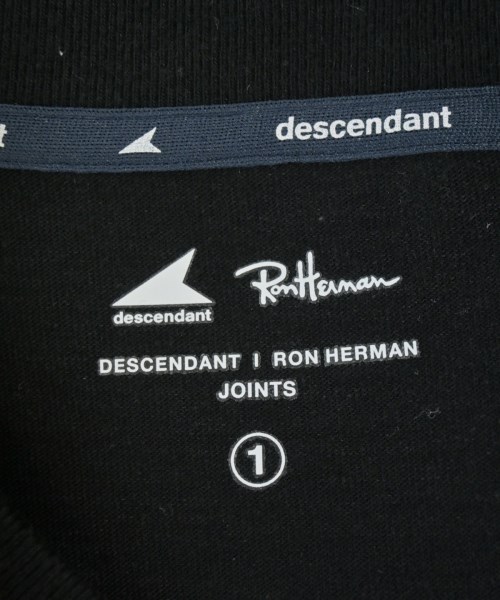 t descendant
descendant RonHerman
DESCENDANT | RON HERMAN
JOINTS
1